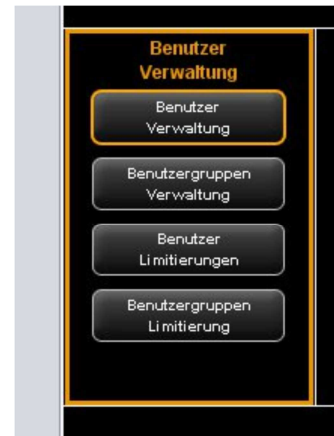 Benutzer
Verwaltung
Benutzer
Verwaltung
Benutzergruppen
Verwaltung
Benutzer
Limitierungen
Benutzergruppen
Limitierung